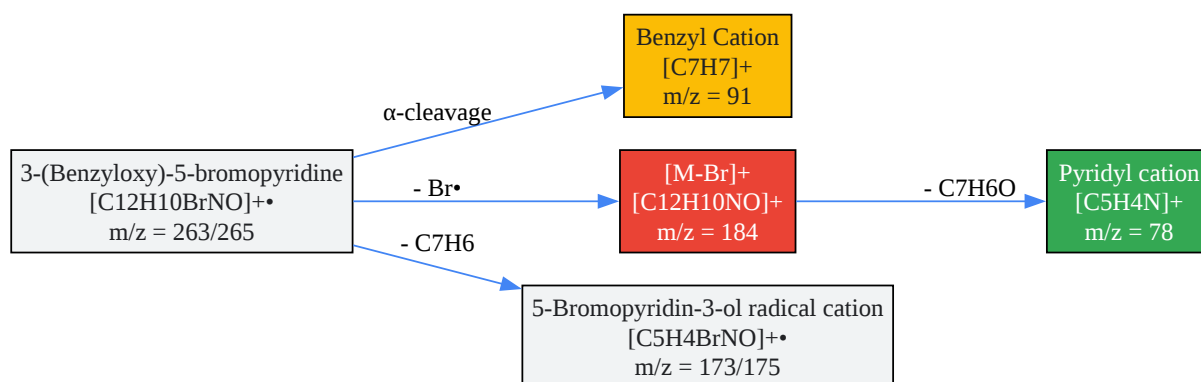 Benzyl Cation
[C7H7]+
m/z = 91
α-cleavage
3-(Benzyloxy)-5-bromopyridine
[C12H10BrNO]+•
m/z = 263/265
- Br•
[M-Br]+
[C12H10NO]+
m/z = 184
- C7H6O
Pyridyl cation
[C5H4N]+
m/z = 78
- C7H6
5-Bromopyridin-3-ol radical cation
[C5H4BrNO]+•
m/z = 173/175